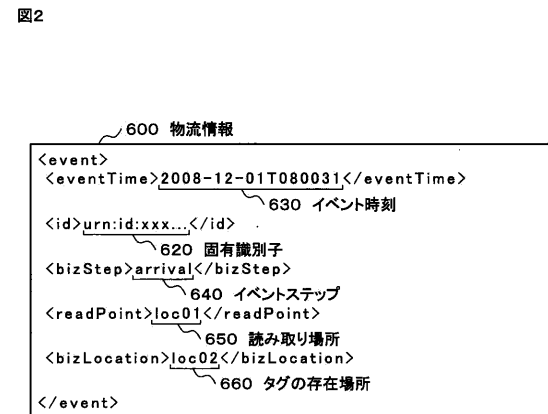 図2
600 物流情報
<event>
<eventTime>2008-12-01T080031</eventTime>
630 イベント時刻
<id>urn:id:xxx...</id>
620 固有識別子
<bizStep>arrival</bizStep>
640 イベントステップ
<readPoint>loc01</readPoint>
650 読み取り場所
<bizLocation>loc02</bizLocation>
660 タグの存在場所
</event>